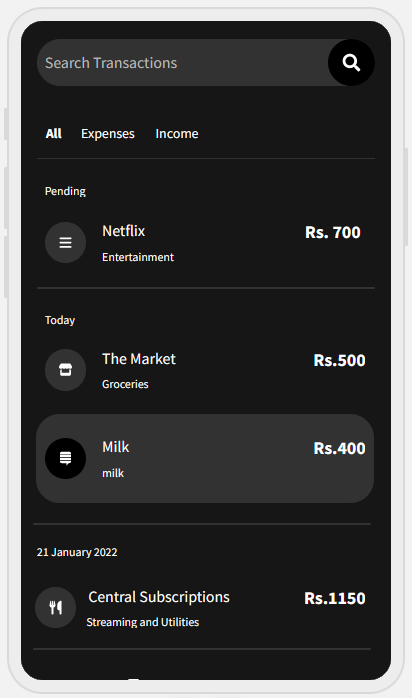 Search Transactions
All Expenses Income
Pending
Netflix Rs. 700
Entertainment
Today
The Market Rs.500
Groceries
Milk Rs.400
milk
21 January 2022
Central Subscriptions Rs.1150
Streaming and Utilities